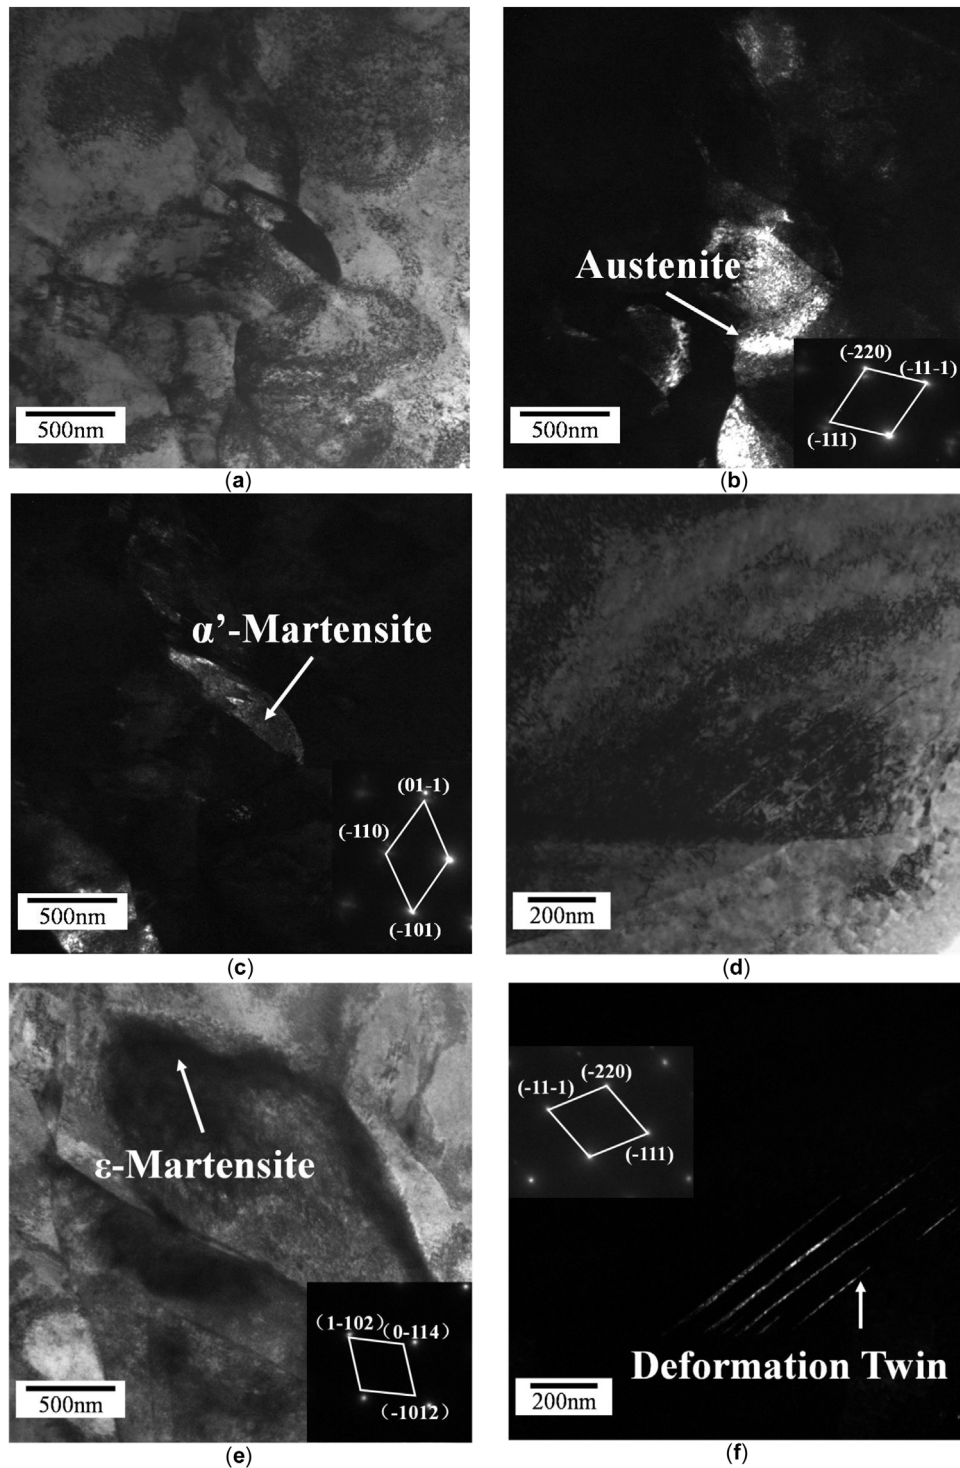 500nm
(a)
Austenite
(-220)
(-11-1)
(-111)
500nm
(b)
α’-Martensite
(01-1)
(-110)
(-101)
500nm
(c)
200nm
(d)
ε-Martensite
(1-102)
(0-114)
(-1012)
500nm
(e)
(-220)
(-11-1)
(-111)
Deformation Twin
200nm
(f)